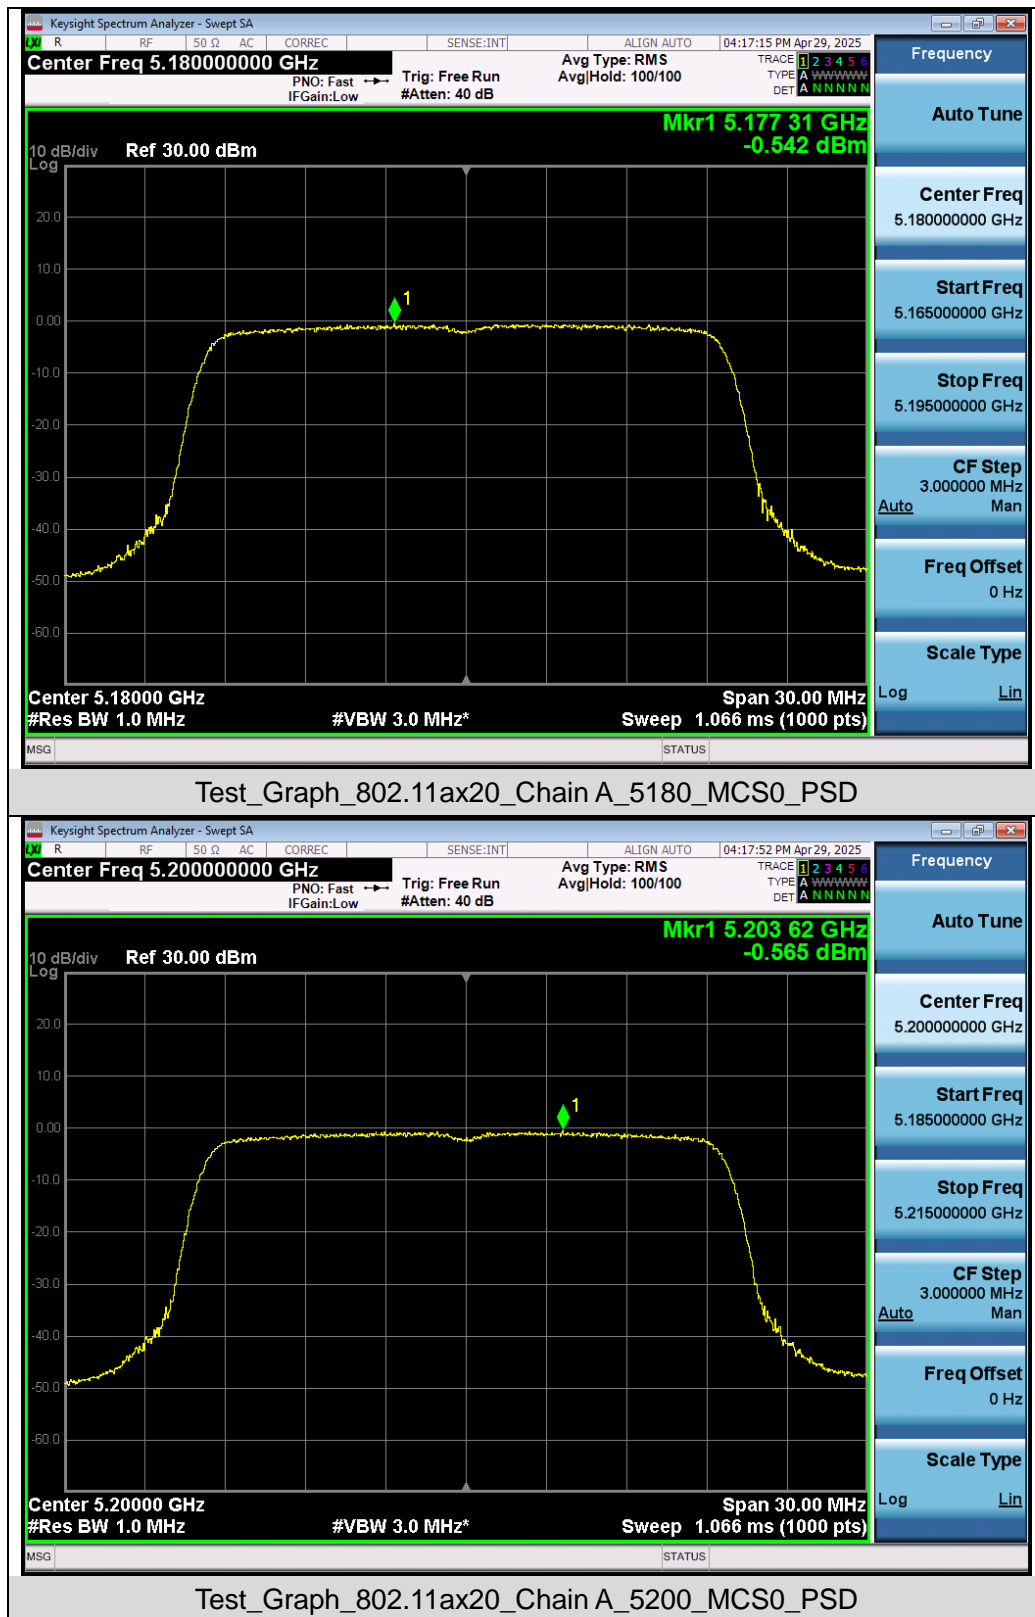 Keysight Spectrum Analyzer - Swept SA
LXI R RF 50 Ω AC CORREC SENSE:INT ALIGN AUTO 04:17:15 PM Apr 29, 2025
Center Freq 5.180000000 GHz
PNO: Fast
IFGain:Low
Trig: Free Run
#Atten: 40 dB
Avg Type: RMS
Avg|Hold: 100/100
TRACE 1 2 3 4 5 6
TYPE A WWWWW
DET A N N N N N
Mkr1 5.177 31 GHz
-0.542 dBm
10 dB/div Ref 30.00 dBm
Log
20.0
10.0
0.00
-10.0
-20.0
-30.0
-40.0
-50.0
-60.0
1
Center 5.18000 GHz Span 30.00 MHz
#Res BW 1.0 MHz #VBW 3.0 MHz* Sweep 1.066 ms (1000 pts)
MSG STATUS
Frequency
Auto Tune
Center Freq
5.180000000 GHz
Start Freq
5.165000000 GHz
Stop Freq
5.195000000 GHz
CF Step
3.000000 MHz
Auto Man
Freq Offset
0 Hz
Scale Type
Log Lin
Test_Graph_802.11ax20_Chain A_5180_MCS0_PSD
Keysight Spectrum Analyzer - Swept SA
LXI R RF 50 Ω AC CORREC SENSE:INT ALIGN AUTO 04:17:52 PM Apr 29, 2025
Center Freq 5.200000000 GHz
PNO: Fast
IFGain:Low
Trig: Free Run
#Atten: 40 dB
Avg Type: RMS
Avg|Hold: 100/100
TRACE 1 2 3 4 5 6
TYPE A WWWWW
DET A N N N N N
Mkr1 5.203 62 GHz
-0.565 dBm
10 dB/div Ref 30.00 dBm
Log
20.0
10.0
0.00
-10.0
-20.0
-30.0
-40.0
-50.0
-60.0
1
Center 5.20000 GHz Span 30.00 MHz
#Res BW 1.0 MHz #VBW 3.0 MHz* Sweep 1.066 ms (1000 pts)
MSG STATUS
Frequency
Auto Tune
Center Freq
5.200000000 GHz
Start Freq
5.185000000 GHz
Stop Freq
5.215000000 GHz
CF Step
3.000000 MHz
Auto Man
Freq Offset
0 Hz
Scale Type
Log Lin
Test_Graph_802.11ax20_Chain A_5200_MCS0_PSD